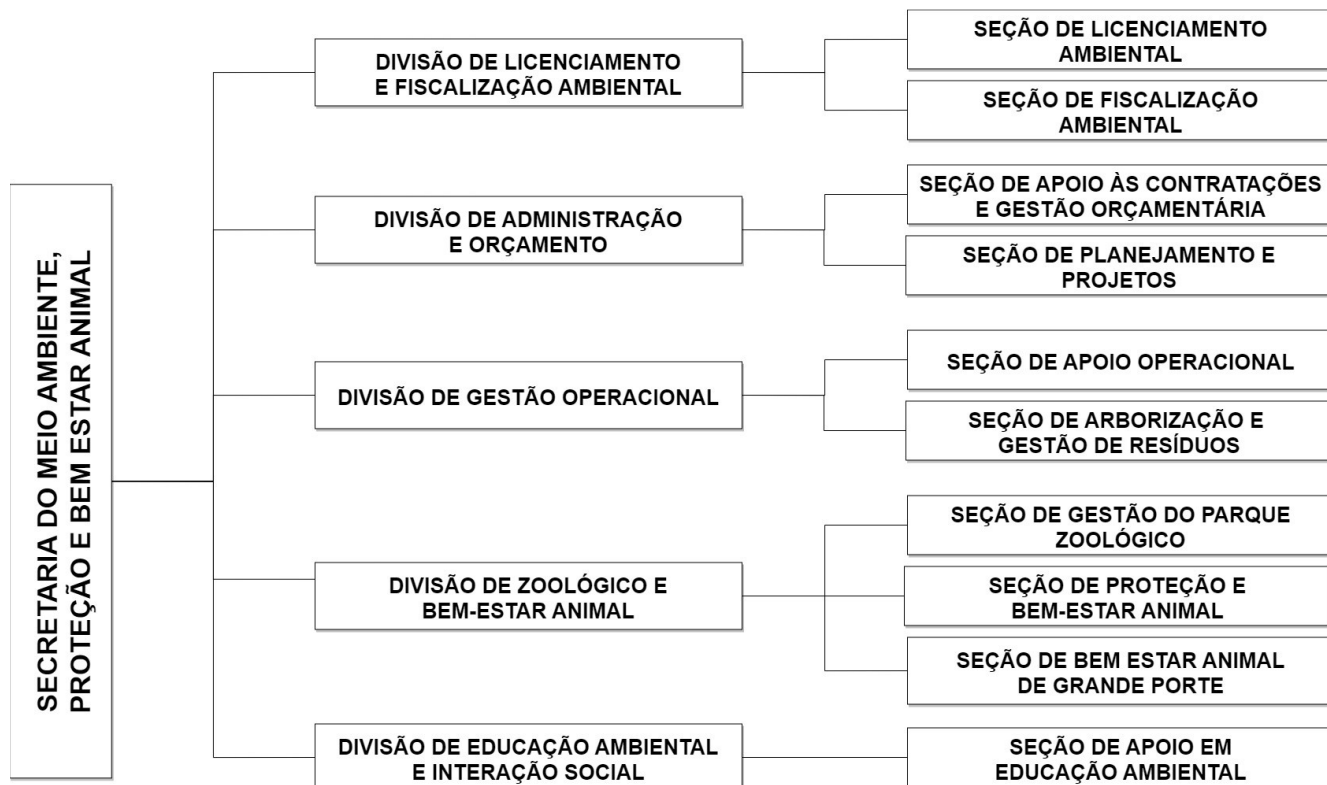 SECRETARIA DO MEIO AMBIENTE,
PROTEÇÃO E BEM ESTAR ANIMAL
DIVISÃO DE LICENCIAMENTO
E FISCALIZAÇÃO AMBIENTAL
SEÇÃO DE LICENCIAMENTO
AMBIENTAL
SEÇÃO DE FISCALIZAÇÃO
AMBIENTAL
DIVISÃO DE ADMINISTRAÇÃO
E ORÇAMENTO
SEÇÃO DE APOIO ÀS CONTRATAÇÕES
E GESTÃO ORÇAMENTÁRIA
SEÇÃO DE PLANEJAMENTO E
PROJETOS
DIVISÃO DE GESTÃO OPERACIONAL
SEÇÃO DE APOIO OPERACIONAL
SEÇÃO DE ARBORIZAÇÃO E
GESTÃO DE RESÍDUOS
DIVISÃO DE ZOOLÓGICO E
BEM-ESTAR ANIMAL
SEÇÃO DE GESTÃO DO PARQUE
ZOOLÓGICO
SEÇÃO DE PROTEÇÃO E
BEM-ESTAR ANIMAL
SEÇÃO DE BEM ESTAR ANIMAL
DE GRANDE PORTE
DIVISÃO DE EDUCAÇÃO AMBIENTAL
E INTERAÇÃO SOCIAL
SEÇÃO DE APOIO EM
EDUCAÇÃO AMBIENTAL